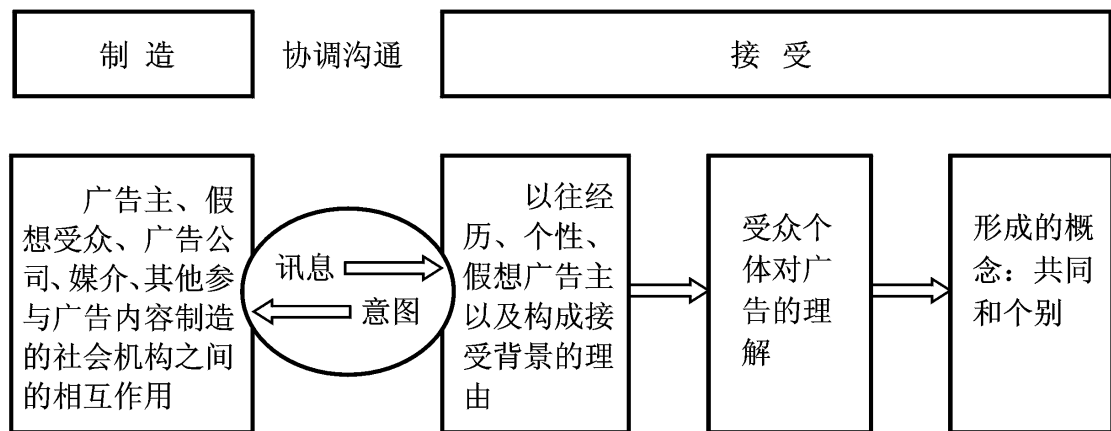 制造
协调沟通
接受
广告主、假
想受众、广告公
司、媒介、其他参
与广告内容制造
的社会机构之间
的相互作用
讯息
意图
以往经
历、个性、
假想广告主
以及构成接
受背景的理
由
受众个
体对广
告的理
解
形成的概
念：共同
和个别